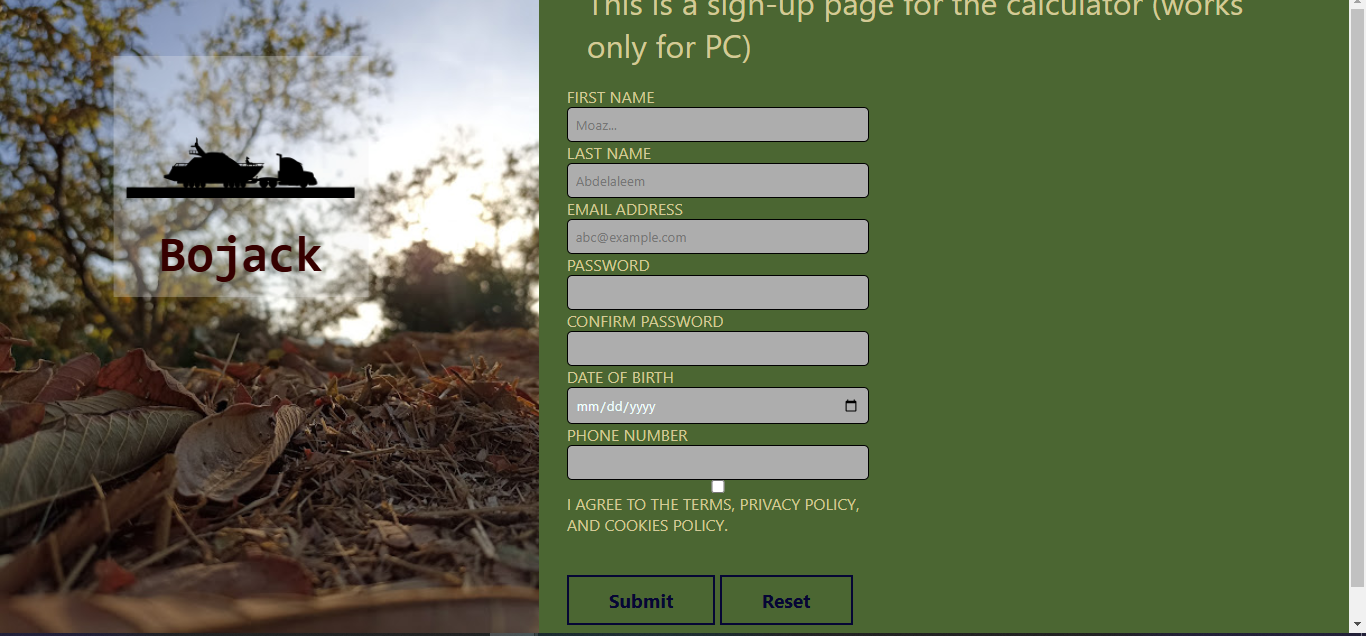 This is a sign-up page for the calculator (works
only for PC)
Bojack
FIRST NAME
Moaz...
LAST NAME
Abdelaleem
EMAIL ADDRESS
abc@example.com
PASSWORD
CONFIRM PASSWORD
DATE OF BIRTH
mm/dd/yyyy
PHONE NUMBER
I AGREE TO THE TERMS, PRIVACY POLICY,
AND COOKIES POLICY.
Submit Reset